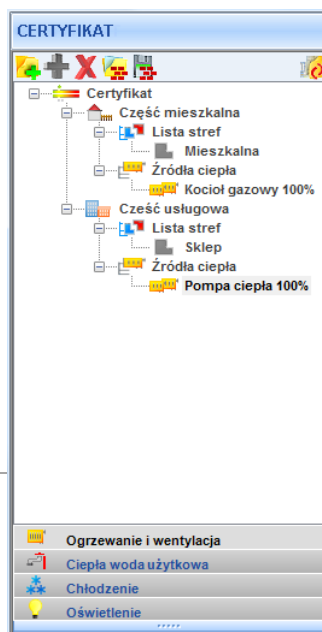 CERTYFIKAT
Certyfikat
Część mieszkalna
Lista stref
Mieszkalna
Źródła ciepła
Kocioł gazowy 100%
Cześć usługowa
Lista stref
Sklep
Źródła ciepła
Pompa ciepła 100%
Ogrzewanie i wentylacja
Ciepła woda użytkowa
Chłodzenie
Oświetlenie